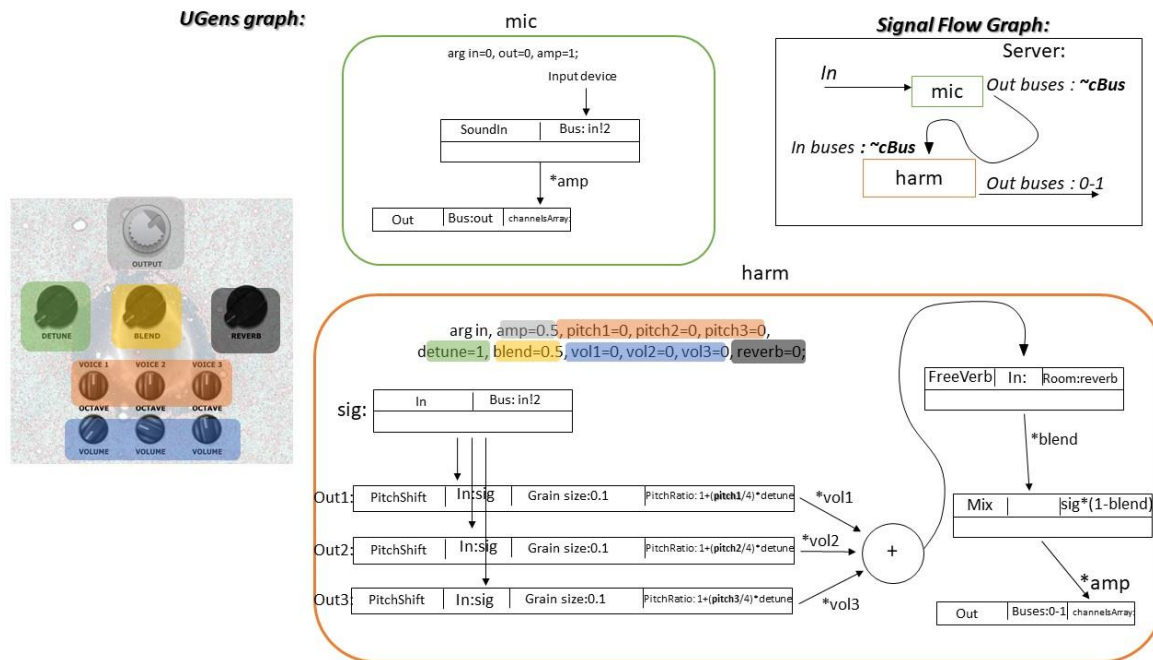 UGens graph:
mic
arg in=0, out=0, amp=1;
Input device
SoundIn
Bus: in!2
*amp
Out
Bus:out
channelsArray:
Signal Flow Graph:
Server:
In
mic
Out buses : ~cBus
In buses : ~cBus
harm
Out buses : 0-1
OUTPUT
DETUNE
BLEND
REVERB
VOICE 1
VOICE 2
VOICE 3
OCTAVE
OCTAVE
OCTAVE
VOLUME
VOLUME
VOLUME
harm
arg in, amp=0.5, pitch1=0, pitch2=0, pitch3=0,
detune=1, blend=0.5, vol1=0, vol2=0, vol3=0, reverb=0;
sig:
In
Bus: in!2
Out1:
PitchShift
In:sig
Grain size:0.1
PitchRatio: 1+(pitch1/4)*detune
*vol1
Out2:
PitchShift
In:sig
Grain size:0.1
PitchRatio: 1+(pitch2/4)*detune
*vol2
Out3:
PitchShift
In:sig
Grain size:0.1
PitchRatio: 1+(pitch3/4)*detune
*vol3
+
FreeVerb
In:
Room:reverb
*blend
Mix
sig*(1-blend)
*amp
Out
Buses:0-1
channelsArray: